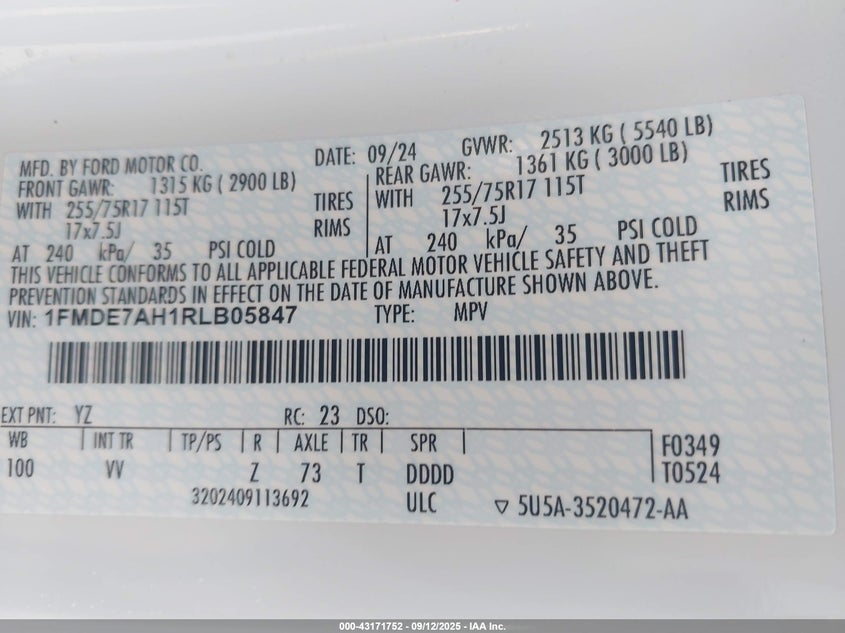 MFD. BY FORD MOTOR CO. DATE: 09/24 GVWR: 2513 KG ( 5540 LB)
FRONT GAWR: 1315 KG ( 2900 LB) REAR GAWR: 1361 KG ( 3000 LB)
WITH 255/75R17 115T TIRES WITH 255/75R17 115T TIRES
17x7.5J RIMS 17x7.5J RIMS
AT 240 kPa/ 35 PSI COLD AT 240 kPa/ 35 PSI COLD
THIS VEHICLE CONFORMS TO ALL APPLICABLE FEDERAL MOTOR VEHICLE SAFETY AND THEFT
PREVENTION STANDARDS IN EFFECT ON THE DATE OF MANUFACTURE SHOWN ABOVE.
VIN: 1FMDE7AH1RLB05847 TYPE: MPV
EXT PNT: YZ RC: 23 DSO:
WB INT TR TP/PS R AXLE TR SPR F0349
100 VV Z 73 T DDDD T0524
3202409113692 ULC ▽ 5U5A-3520472-AA
000-43171752 - 09/12/2025 - IAA Inc.